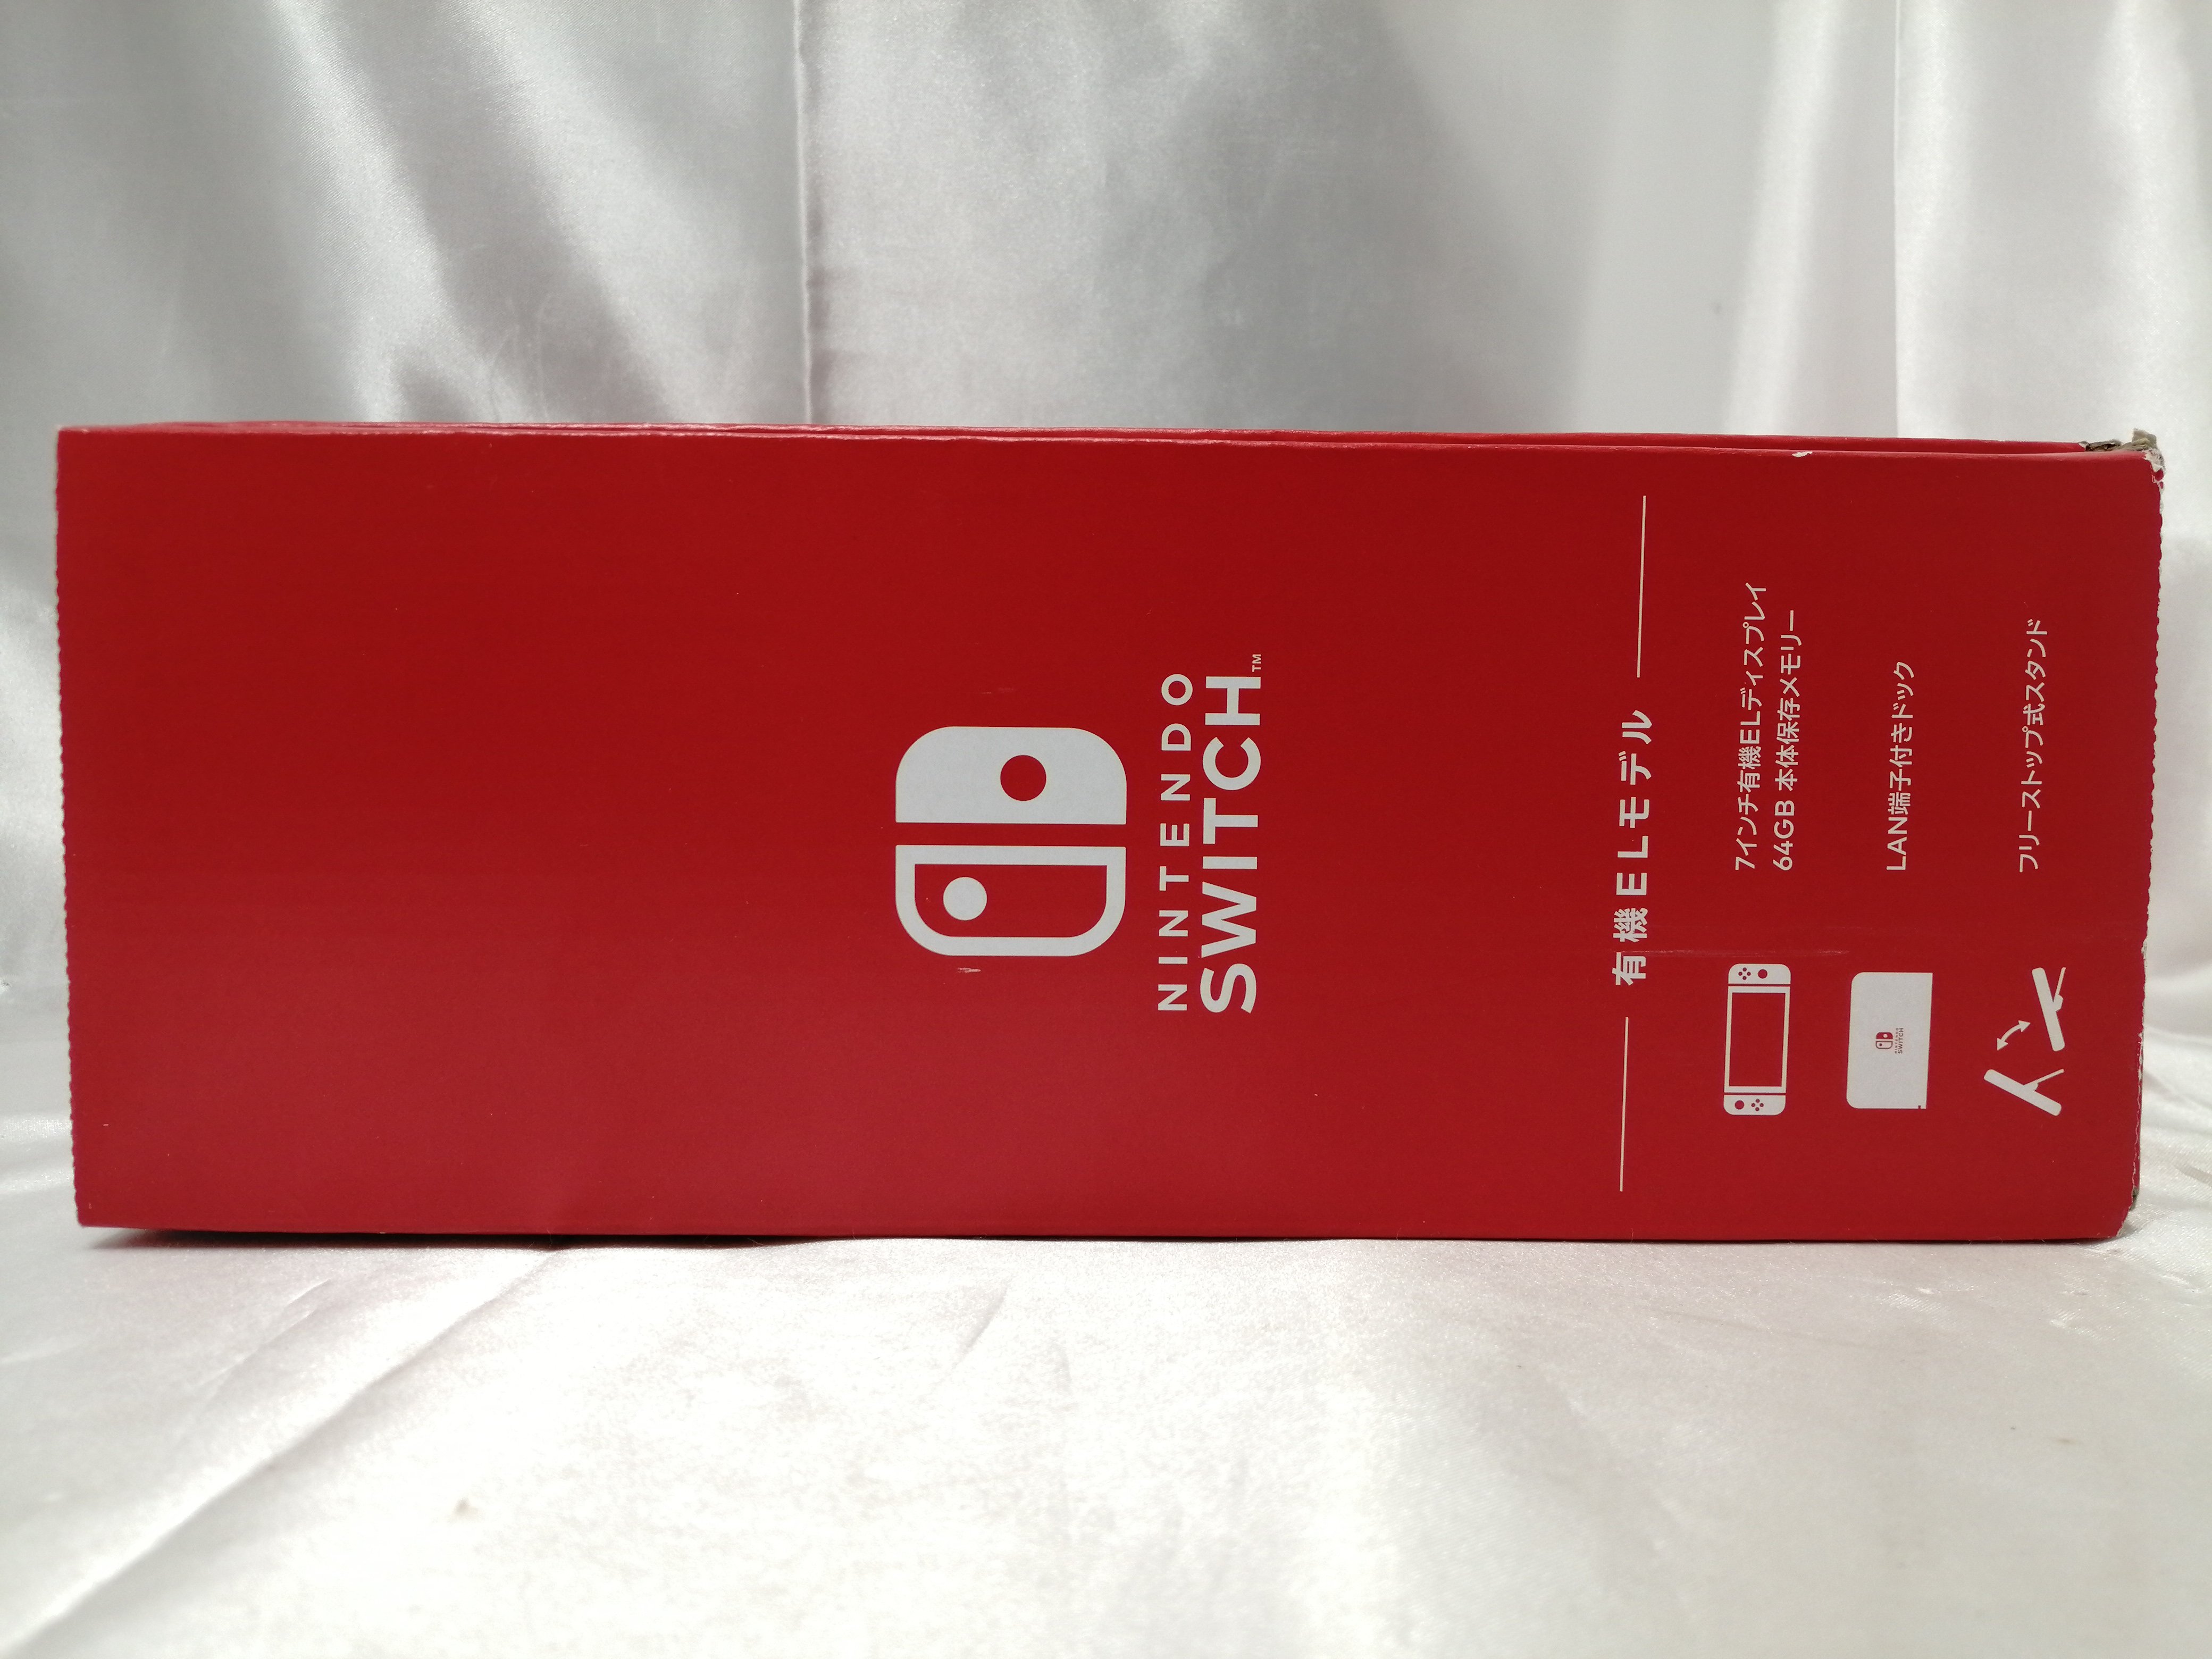 NINTENDO
SWITCH™
有機ELモデル
7インチ有機ELディスプレイ
64GB 本体保存メモリー
LAN端子付きドック
NINTENDO
SWITCH
フリーストップ式スタンド